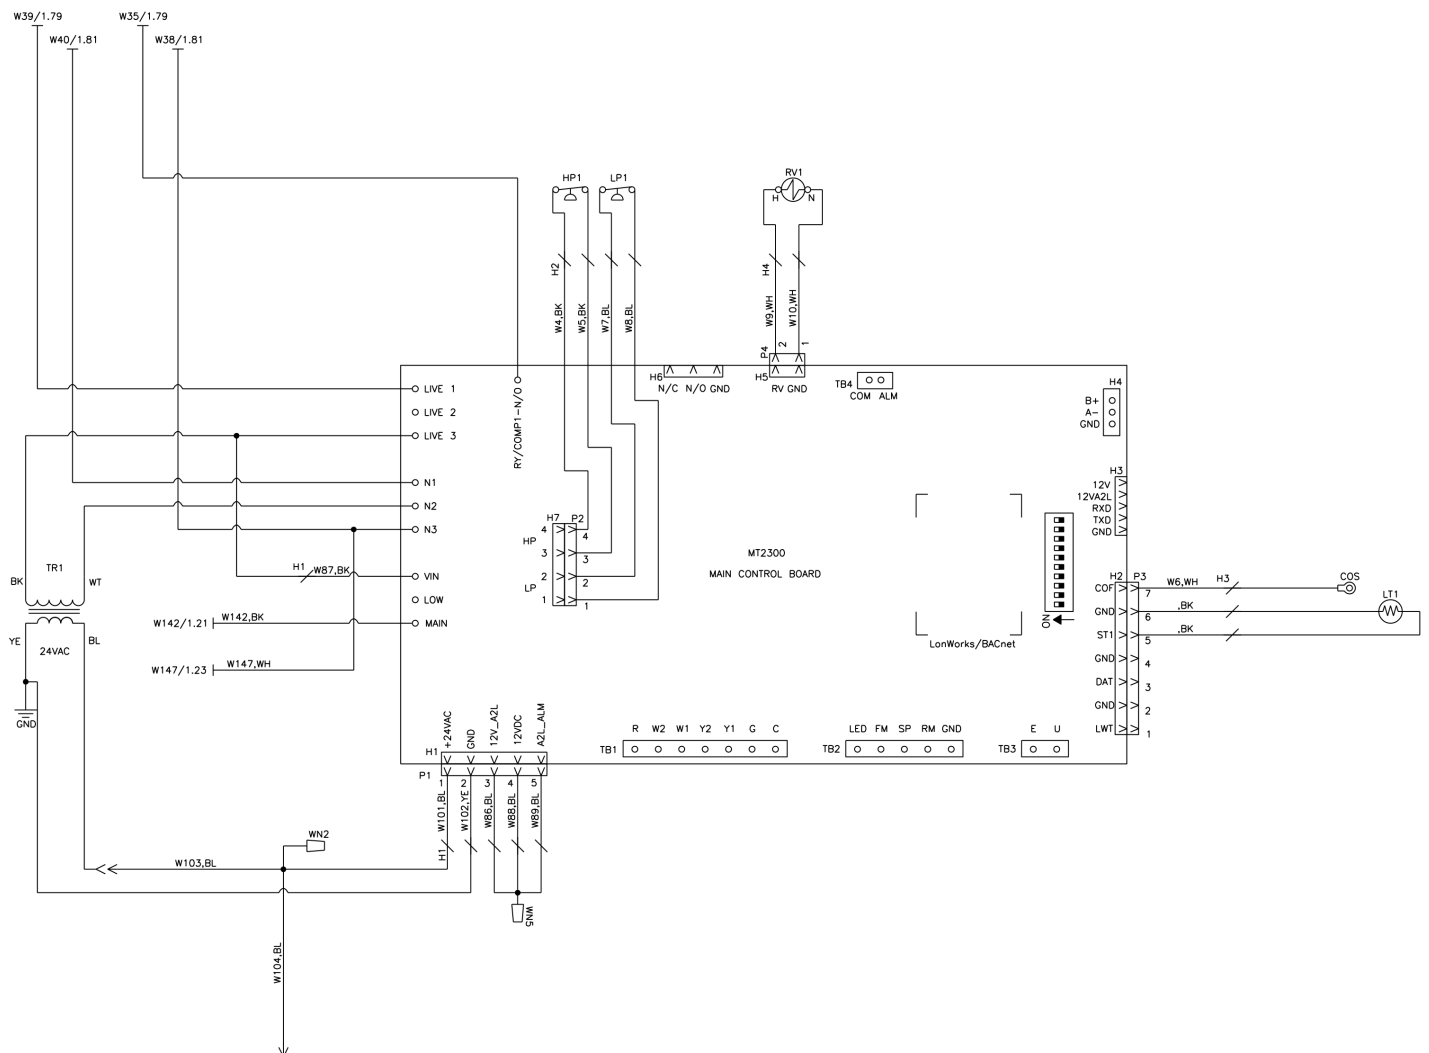 W39/1.79
W35/1.79
W40/1.81
W38/1.81
HP1
LP1
RV1
H
N
H2
H4
W4,BK
W5,BK
W7,BL
W8,BL
W9,WH
W10,WH
P4
2
1
H6
N/C N/O GND
H5
RV GND
TB4
COM ALM
H4
B+
A-
GND
LIVE 1
LIVE 2
LIVE 3
RY/COMP1-N/O
N1
N2
N3
H3
12V
12VA2L
RXD
TXD
GND
H7
P2
HP
LP
4
3
2
1
4
3
2
1
MT2300
MAIN CONTROL BOARD
TR1
BK
WT
YE
BL
24VAC
GND
H1
W87,BK
VIN
LOW
MAIN
W142/1.21
W142,BK
W147/1.23
W147,WH
ON
LonWorks/BACnet
H2
P3
COF
7
W6,WH
H3
COS
GND
6
,BK
LT1
ST1
5
,BK
GND
4
DAT
3
GND
2
LWT
1
+24VAC
GND
12V_A2L
12VDC
A2L_ALM
H1
P1
1
2
3
4
5
TB1
R W2 W1 Y2 Y1 G C
TB2
LED FM SP RM GND
TB3
E U
W101,BL
W102,YE
W86,BL
W88,BL
W89,BL
H1
WN2
W103,BL
WN5
W104,BL